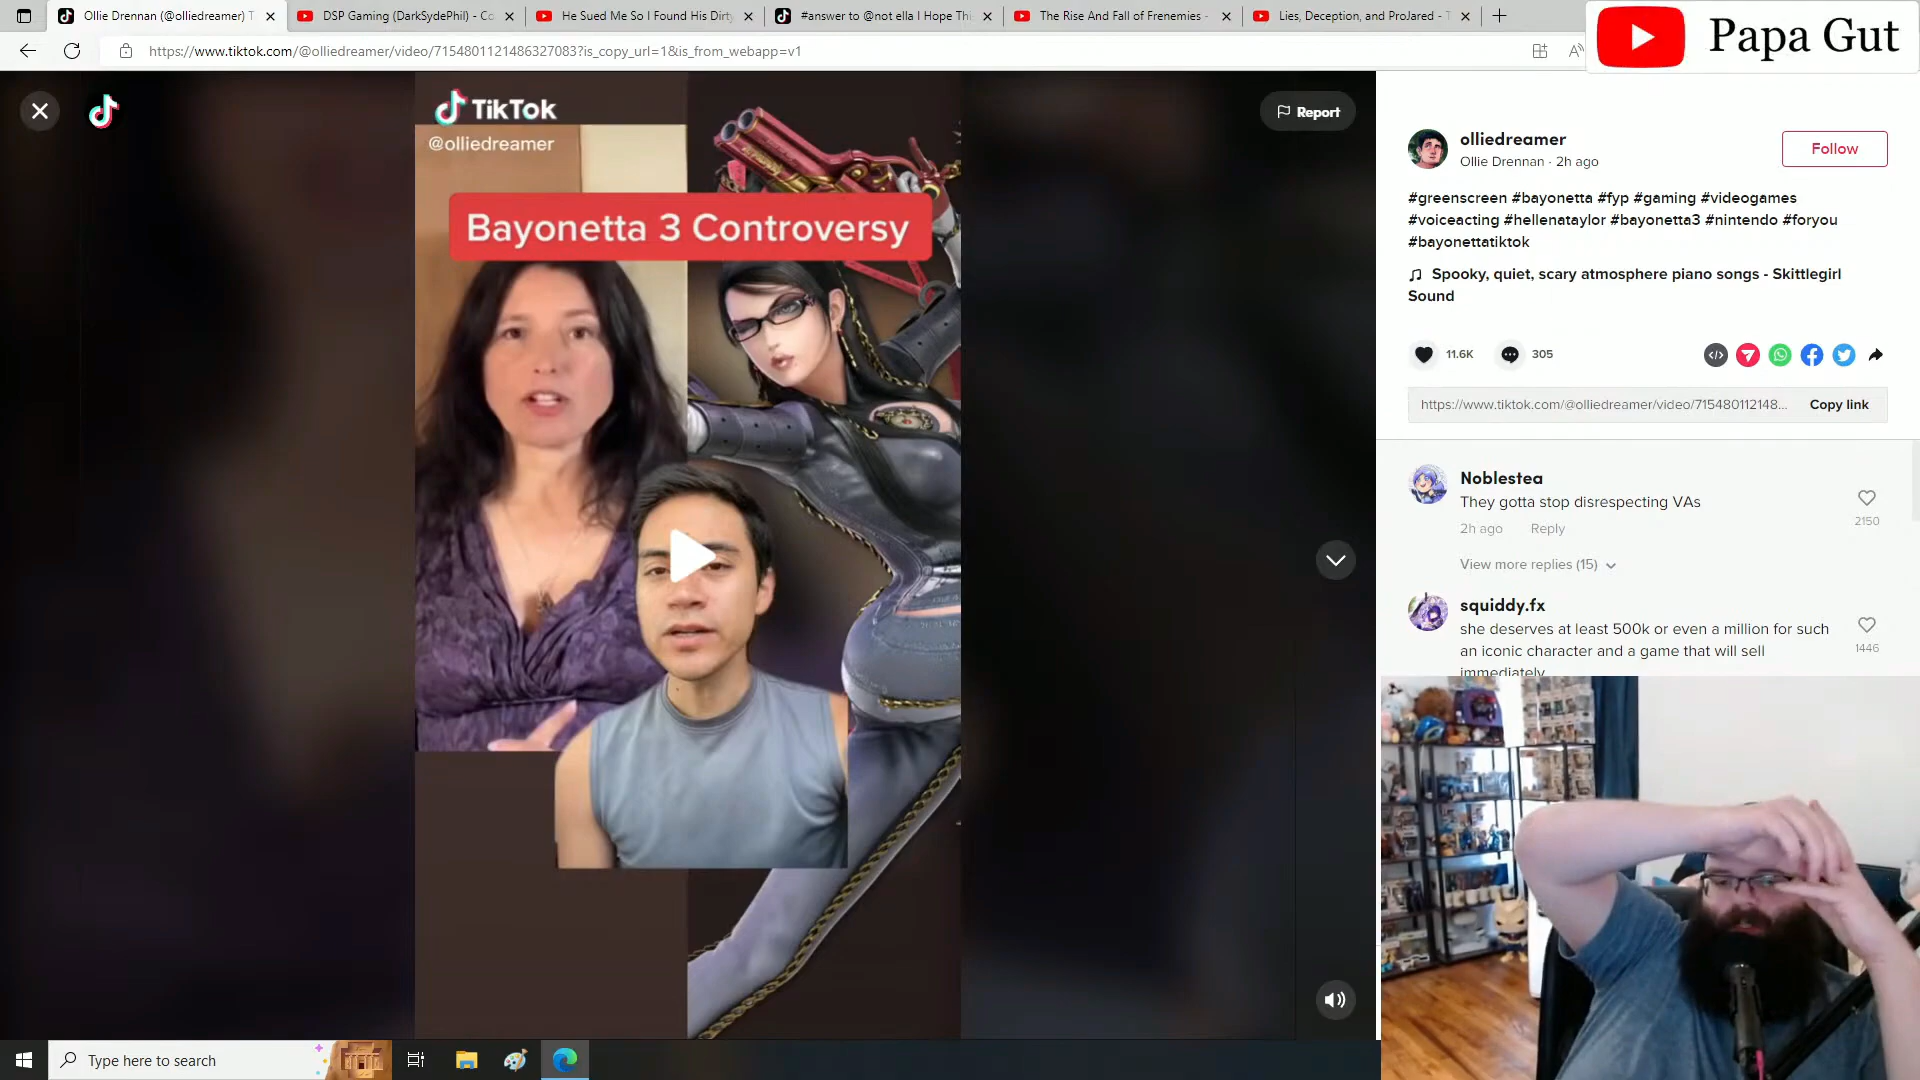 Ollie Drennan (@olliedreamer) T
DSP Gaming (DarkSydePhil) - Co
He Sued Me So I Found His Dirty
#answer to @not ella I Hope Thi
The Rise And Fall of Frenemies -
Lies, Deception, and ProJared - T
https://www.tiktok.com/@olliedreamer/video/7154801121486327083?is_copy_url=1&is_from_webapp=v1
Papa Gut
TikTok
@olliedreamer
Report
Bayonetta 3 Controversy
olliedreamer
Ollie Drennan · 2h ago
Follow
#greenscreen #bayonetta #fyp #gaming #videogames
#voiceacting #hellenataylor #bayonetta3 #nintendo #foryou
#bayonettatiktok
Spooky, quiet, scary atmosphere piano songs - Skittlegirl
Sound
11.6K
305
https://www.tiktok.com/@olliedreamer/video/715480112148...
Copy link
Noblestea
They gotta stop disrespecting VAs
2h ago
Reply
2150
View more replies (15)
squiddy.fx
she deserves at least 500k or even a million for such
an iconic character and a game that will sell
immediately
1446
Type here to search